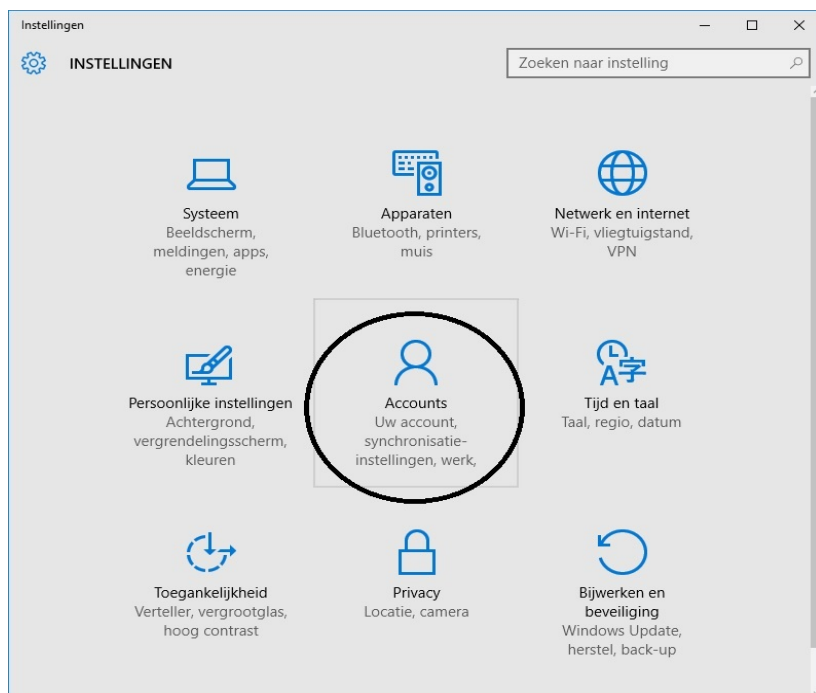 Instellingen
INSTELLINGEN
Zoeken naar instelling
Systeem
Beeldscherm,
meldingen, apps,
energie
Apparaten
Bluetooth, printers,
muis
Netwerk en internet
Wi-Fi, vliegtuigstand,
VPN
Persoonlijke instellingen
Achtergrond,
vergrendelingsscherm,
kleuren
Accounts
Uw account,
synchronisatie-
instellingen, werk,
A字
Tijd en taal
Taal, regio, datum
Toegankelijkheid
Verteller, vergrootglas,
hoog contrast
Privacy
Locatie, camera
Bijwerken en
beveiliging
Windows Update,
herstel, back-up